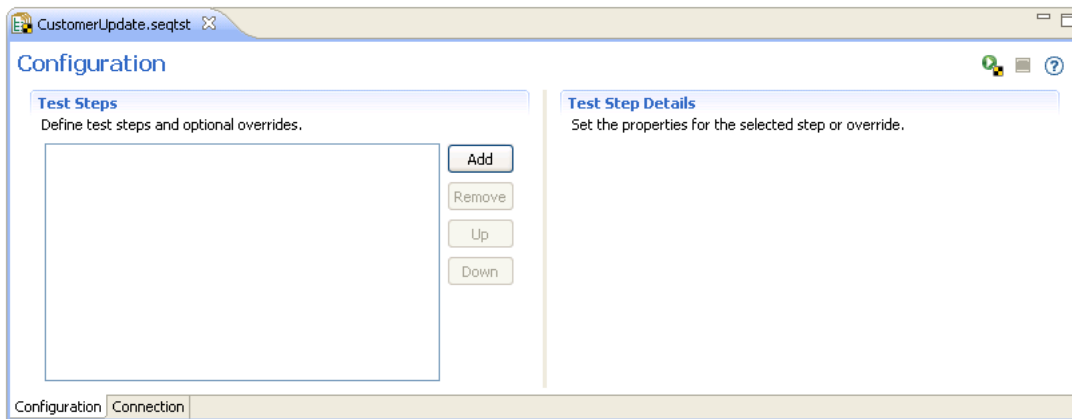 CustomerUpdate.seqtst
Configuration
Test Steps
Define test steps and optional overrides.
Add
Remove
Up
Down
Test Step Details
Set the properties for the selected step or override.
Configuration Connection